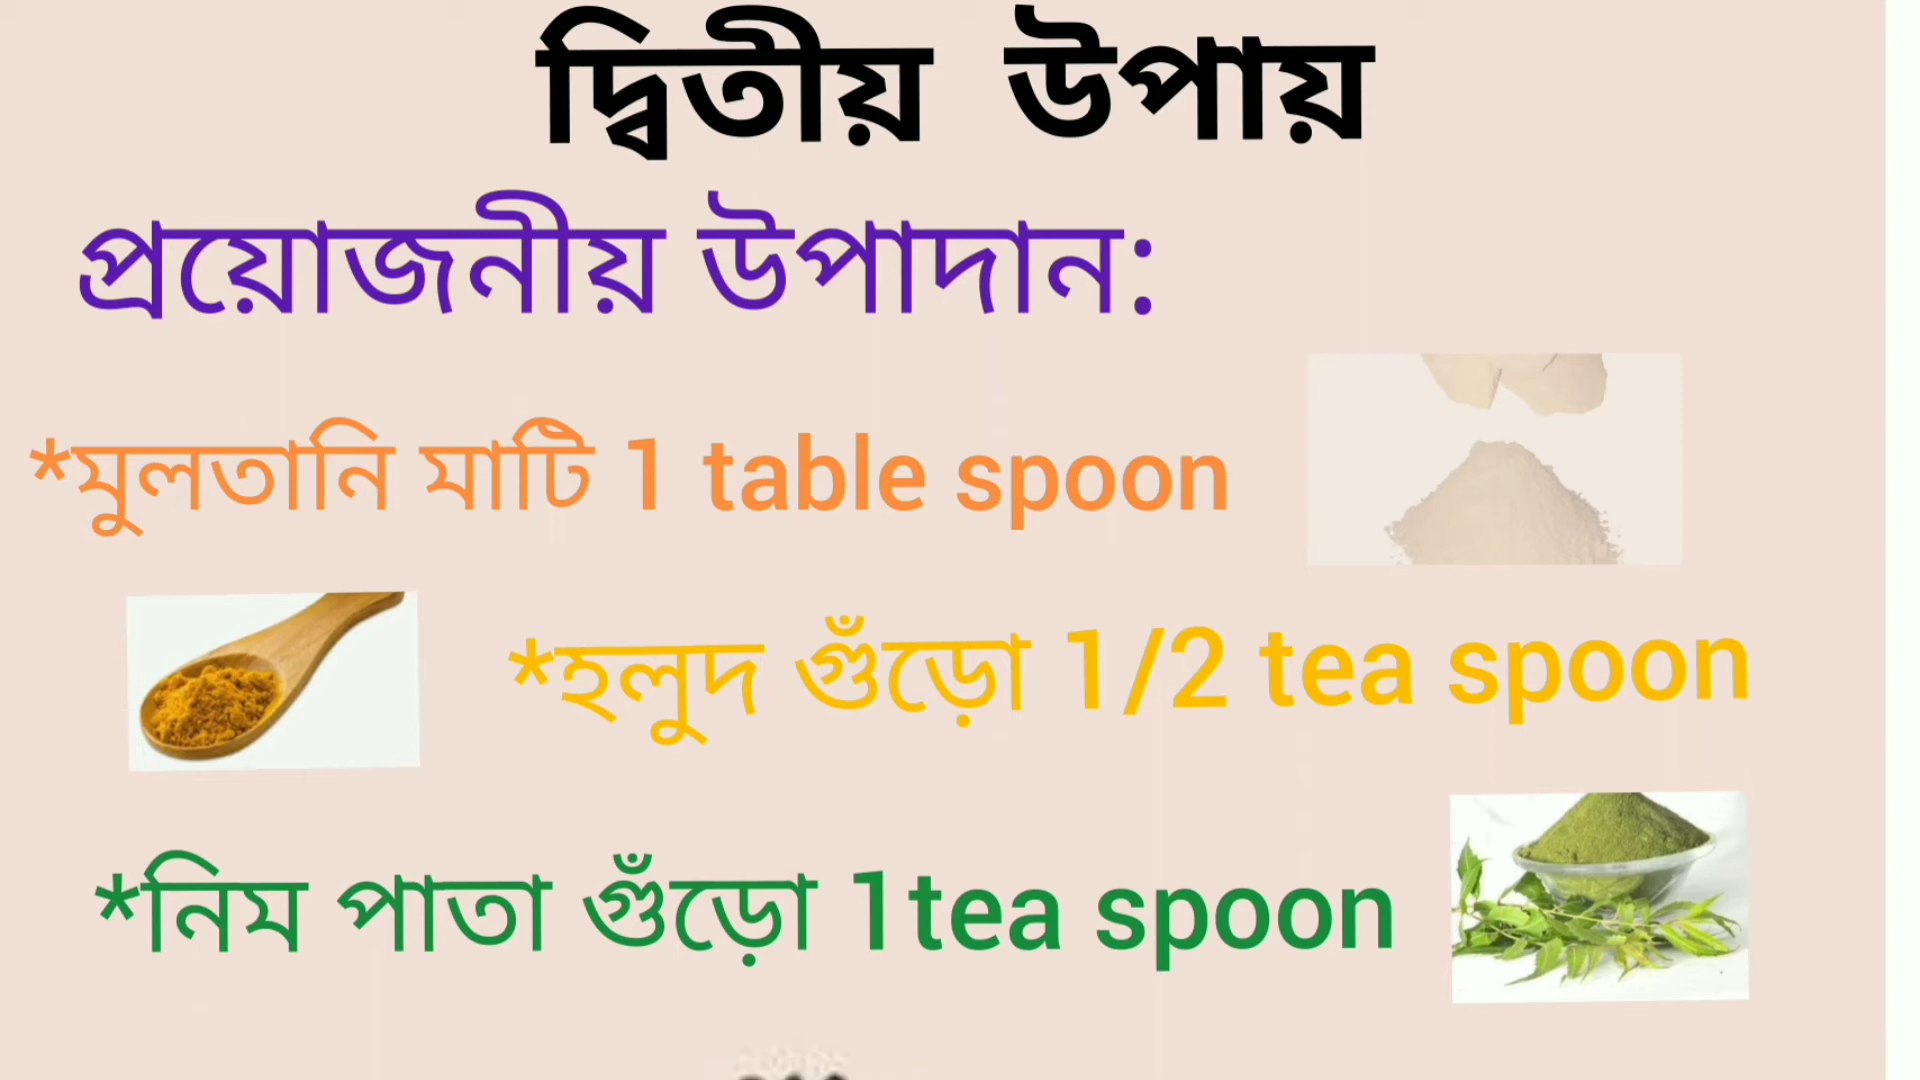 দ্বিতীয় উপায়
প্রয়োজনীয় উপাদান:
*মুলতানি মাটি 1 table spoon
*হলুদ গুঁড়ো 1/2 tea spoon
*নিম পাতা গুঁড়ো 1tea spoon